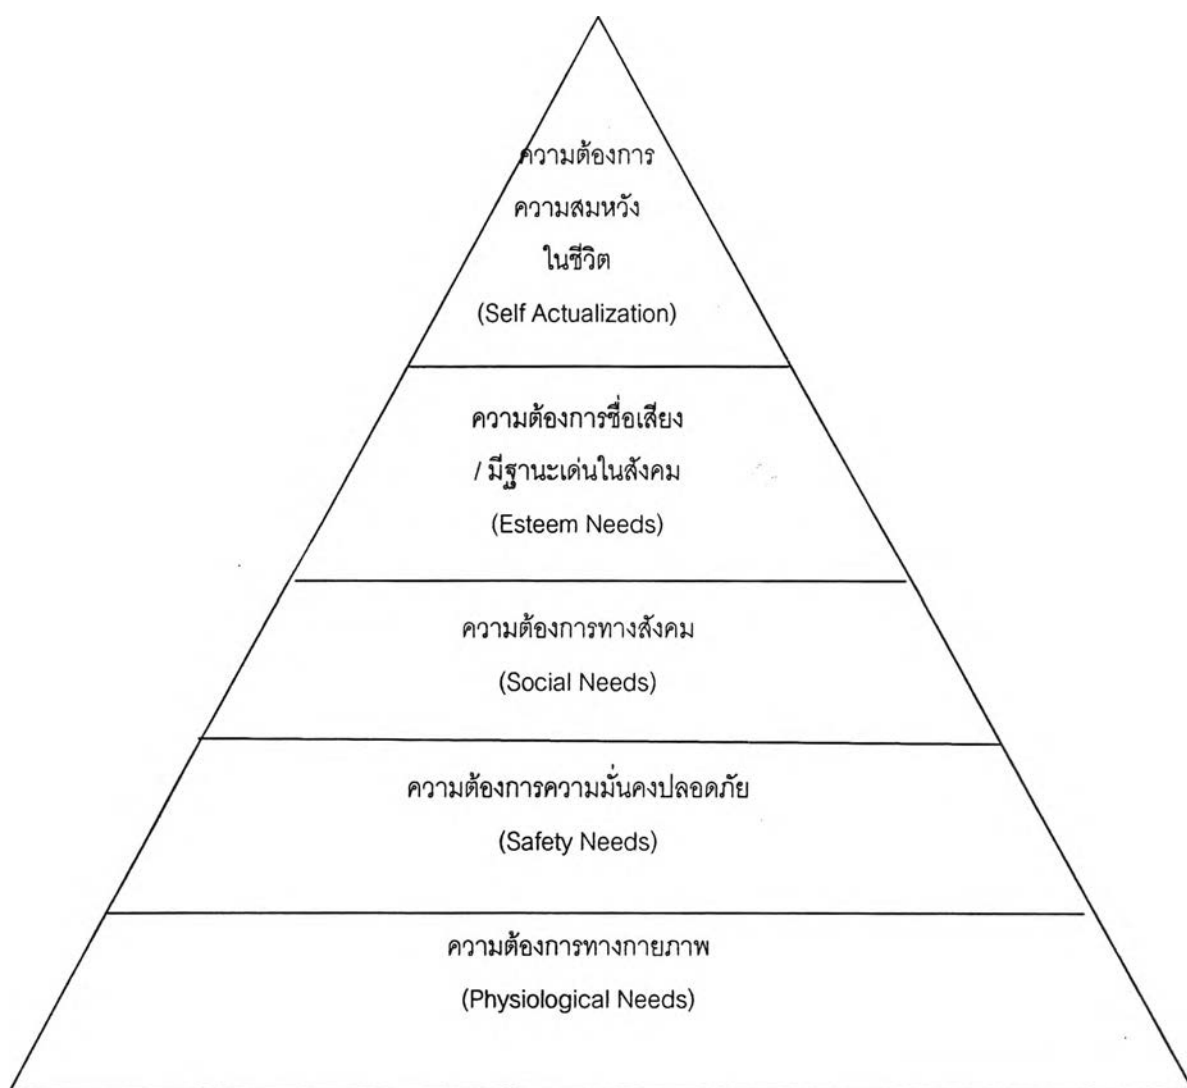 ความต้องการ
ความสมหวัง
ในชีวิต
(Self Actualization)
ความต้องการชื่อเสียง
/ มีฐานะเด่นในสังคม
(Esteem Needs)
ความต้องการทางสังคม
(Social Needs)
ความต้องการความมั่นคงปลอดภัย
(Safety Needs)
ความต้องการทางกายภาพ
(Physiological Needs)